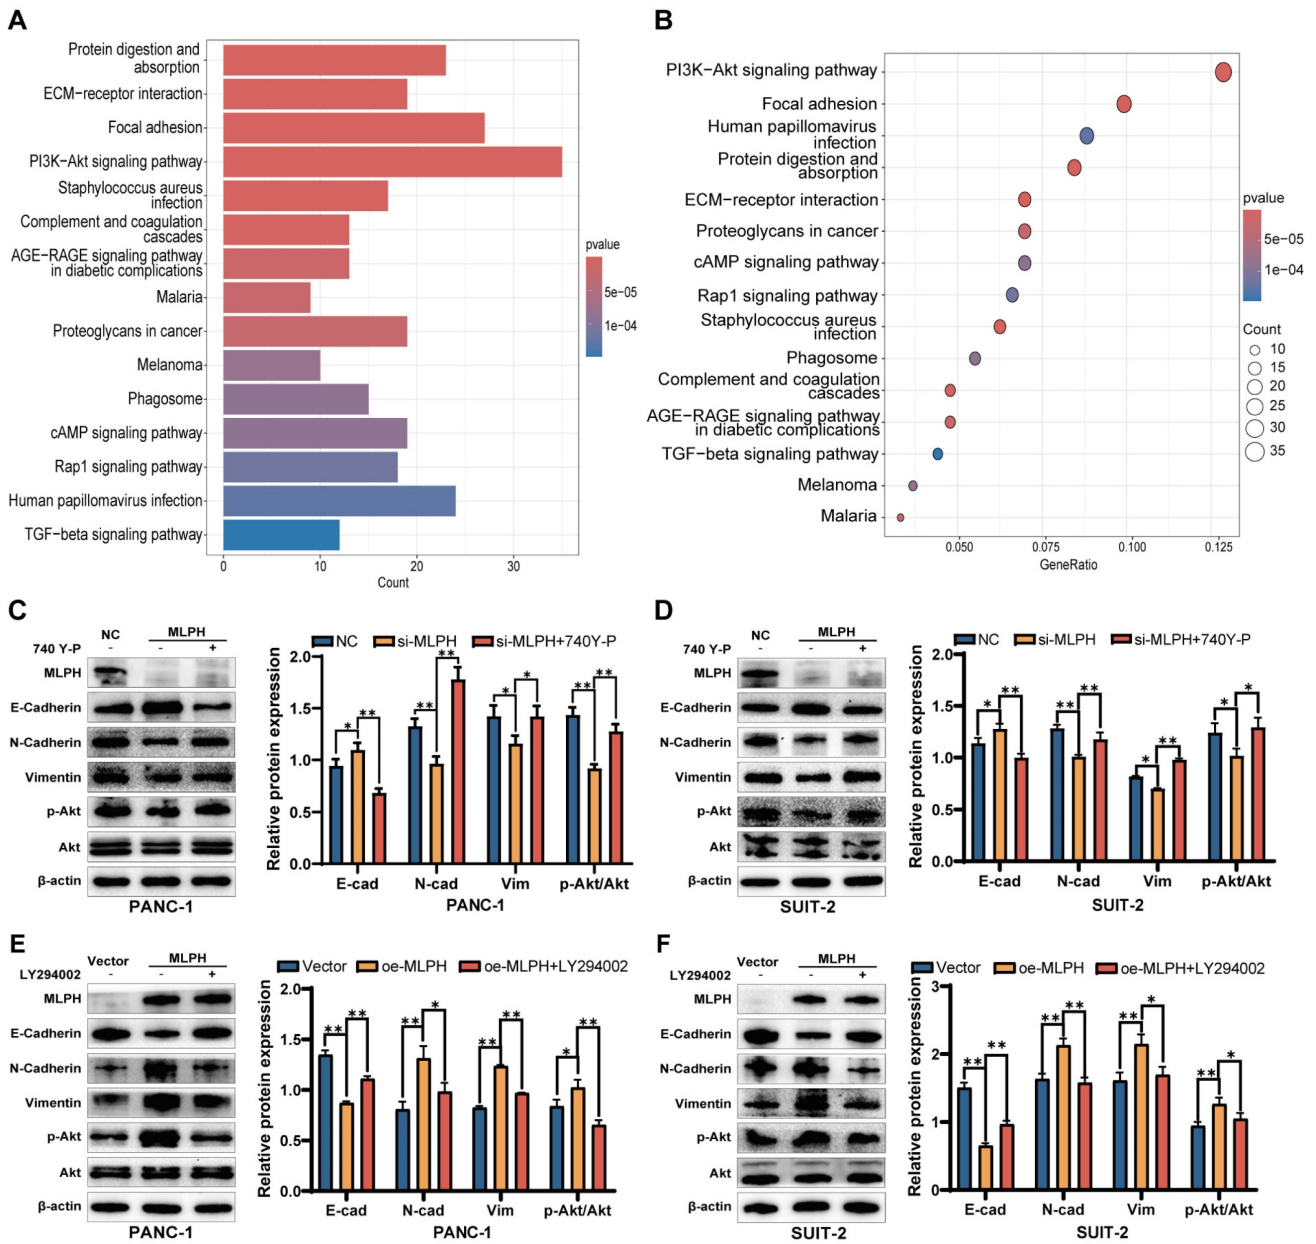 A
Protein digestion and
absorption
ECM−receptor interaction
Focal adhesion
PI3K−Akt signaling pathway
Staphylococcus aureus
infection
Complement and coagulation
cascades
AGE−RAGE signaling pathway
in diabetic complications
Malaria
Proteoglycans in cancer
Melanoma
Phagosome
cAMP signaling pathway
Rap1 signaling pathway
Human papillomavirus infection
TGF−beta signaling pathway
0 10 20 30
Count
pvalue
5e−05
1e−04
B
PI3K−Akt signaling pathway
Focal adhesion
Human papillomavirus
infection
Protein digestion and
absorption
ECM−receptor interaction
Proteoglycans in cancer
cAMP signaling pathway
Rap1 signaling pathway
Staphylococcus aureus
infection
Phagosome
Complement and coagulation
cascades
AGE−RAGE signaling pathway
in diabetic complications
TGF−beta signaling pathway
Melanoma
Malaria
0.050 0.075 0.100 0.125
GeneRatio
pvalue
5e−05
1e−04
Count
10
15
20
25
30
35
C
NC MLPH
740 Y-P - - +
MLPH
E-Cadherin
N-Cadherin
Vimentin
p-Akt
Akt
β-actin
PANC-1
NC si-MLPH si-MLPH+740Y-P
Relative protein expression
2.0
1.5
1.0
0.5
0.0
* ** ** ** * * ** **
E-cad N-cad Vim p-Akt/Akt
PANC-1
D
NC MLPH
740 Y-P - - +
MLPH
E-Cadherin
N-Cadherin
Vimentin
p-Akt
Akt
β-actin
SUIT-2
NC si-MLPH si-MLPH+740Y-P
Relative protein expression
2.0
1.5
1.0
0.5
0.0
* ** ** ** * ** * *
E-cad N-cad Vim p-Akt/Akt
SUIT-2
E
Vector MLPH
LY294002 - - +
MLPH
E-Cadherin
N-Cadherin
Vimentin
p-Akt
Akt
β-actin
PANC-1
Vector oe-MLPH oe-MLPH+LY294002
Relative protein expression
2.0
1.5
1.0
0.5
0.0
** ** ** * ** ** * **
E-cad N-cad Vim p-Akt/Akt
PANC-1
F
Vector MLPH
LY294002 - - +
MLPH
E-Cadherin
N-Cadherin
Vimentin
p-Akt
Akt
β-actin
SUIT-2
Vector oe-MLPH oe-MLPH+LY294002
Relative protein expression
3
2
1
0
** ** ** ** ** * ** *
E-cad N-cad Vim p-Akt/Akt
SUIT-2